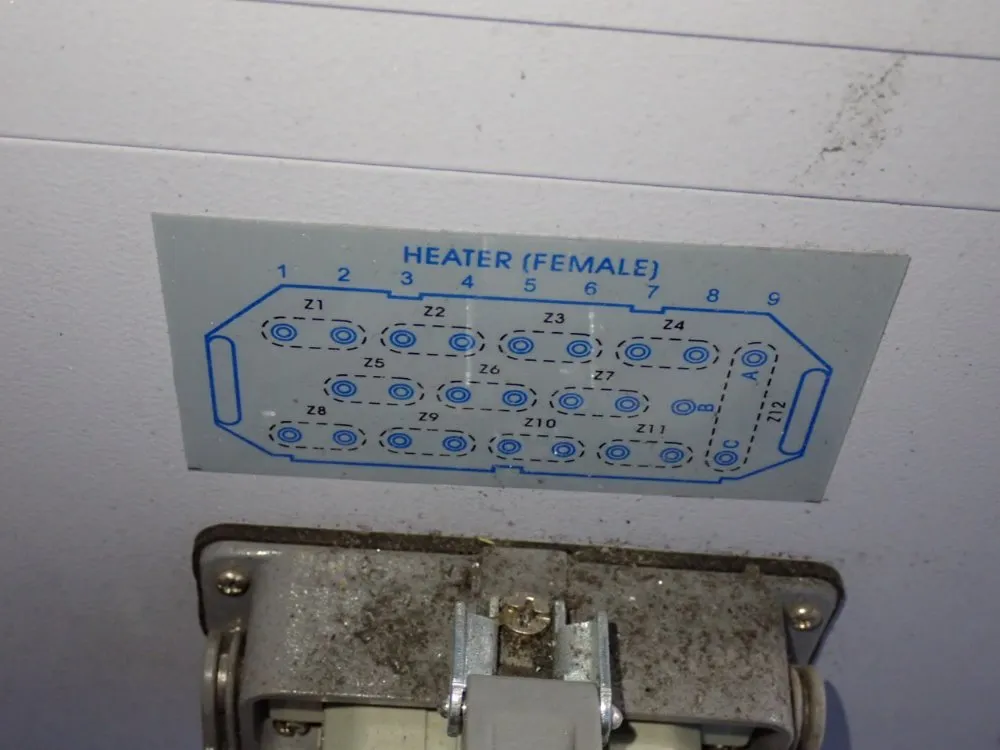 HEATER (FEMALE)
1 2 3 4 5 6 7 8 9
Z1 Z2 Z3 Z4
Z5 Z6 Z7
A
B
Z12
Z8 Z9 Z10 Z11
C